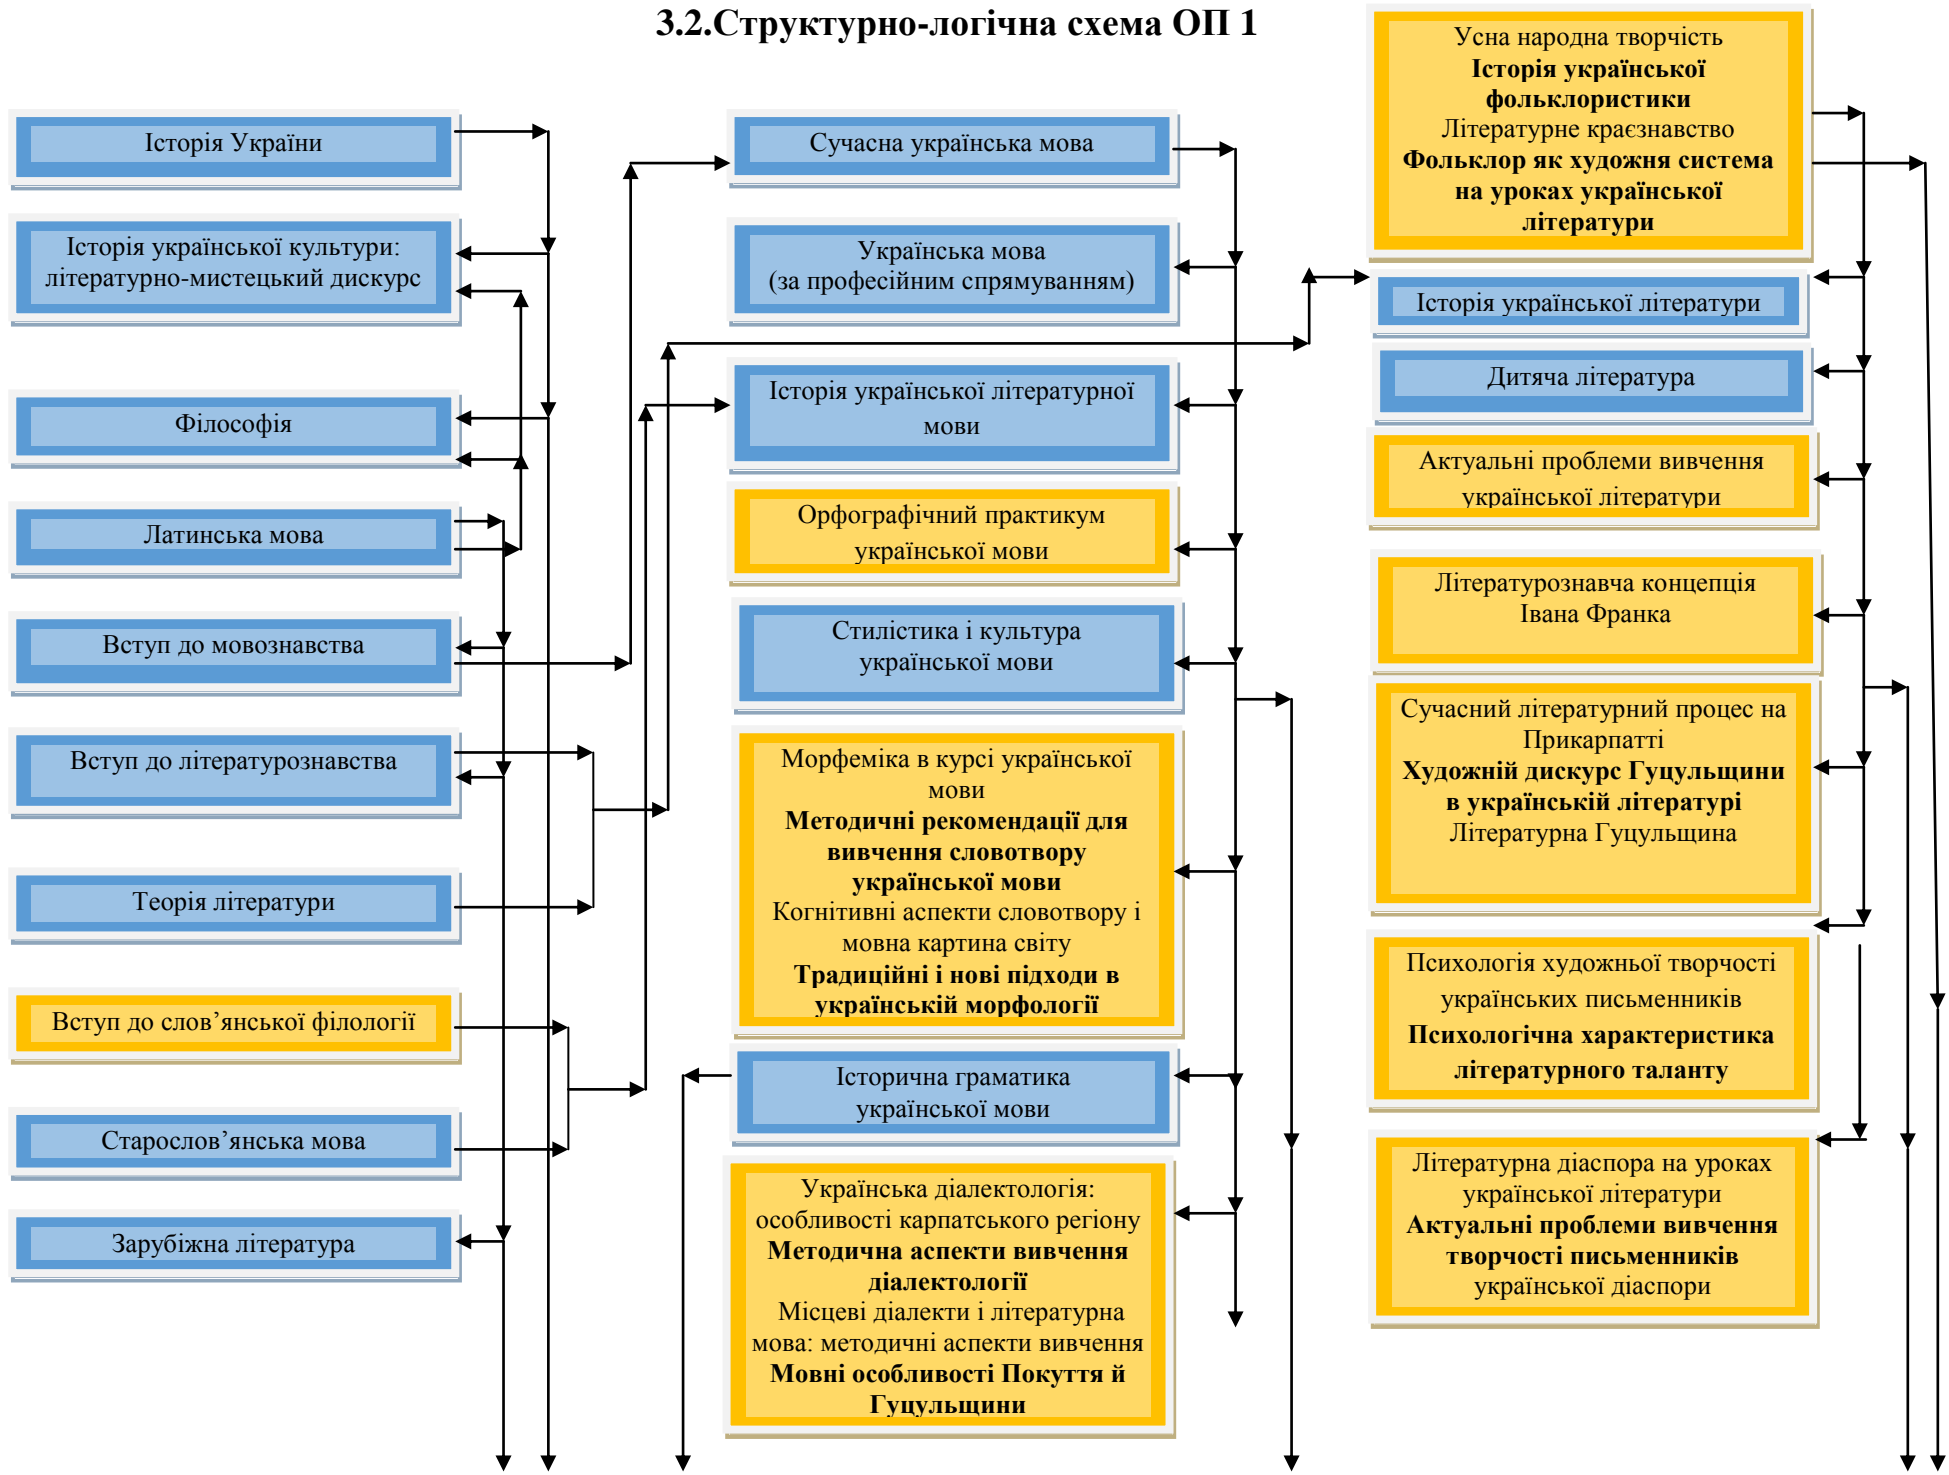 3.2.Структурно-логічна схема ОП 1
Історія України
Історія української культури:
літературно-мистецький дискурс
Філософія
Латинська мова
Вступ до мовознавства
Вступ до літературознавства
Теорія літератури
Вступ до слов’янської філології
Старослов’янська мова
Зарубіжна література
Сучасна українська мова
Українська мова
(за професійним спрямуванням)
Історія української літературної
мови
Орфографічний практикум
української мови
Стилістика і культура
української мови
Морфеміка в курсі української
мови
Методичні рекомендації для
вивчення словотвору
української мови
Когнітивні аспекти словотвору і
мовна картина світу
Традиційні і нові підходи в
українській морфології
Історична граматика
української мови
Українська діалектологія:
особливості карпатського регіону
Методична аспекти вивчення
діалектології
Місцеві діалекти і літературна
мова: методичні аспекти вивчення
Мовні особливості Покуття й
Гуцульщини
Усна народна творчість
Історія української
фольклористики
Літературне краєзнавство
Фольклор як художня система
на уроках української
літератури
Історія української літератури
Дитяча література
Актуальні проблеми вивчення
української літератури
Літературознавча концепція
Івана Франка
Сучасний літературний процес на
Прикарпатті
Художній дискурс Гуцульщини
в українській літературі
Літературна Гуцульщина
Психологія художньої творчості
українських письменників
Психологічна характеристика
літературного таланту
Літературна діаспора на уроках
української літератури
Актуальні проблеми вивчення
творчості письменників
української діаспори